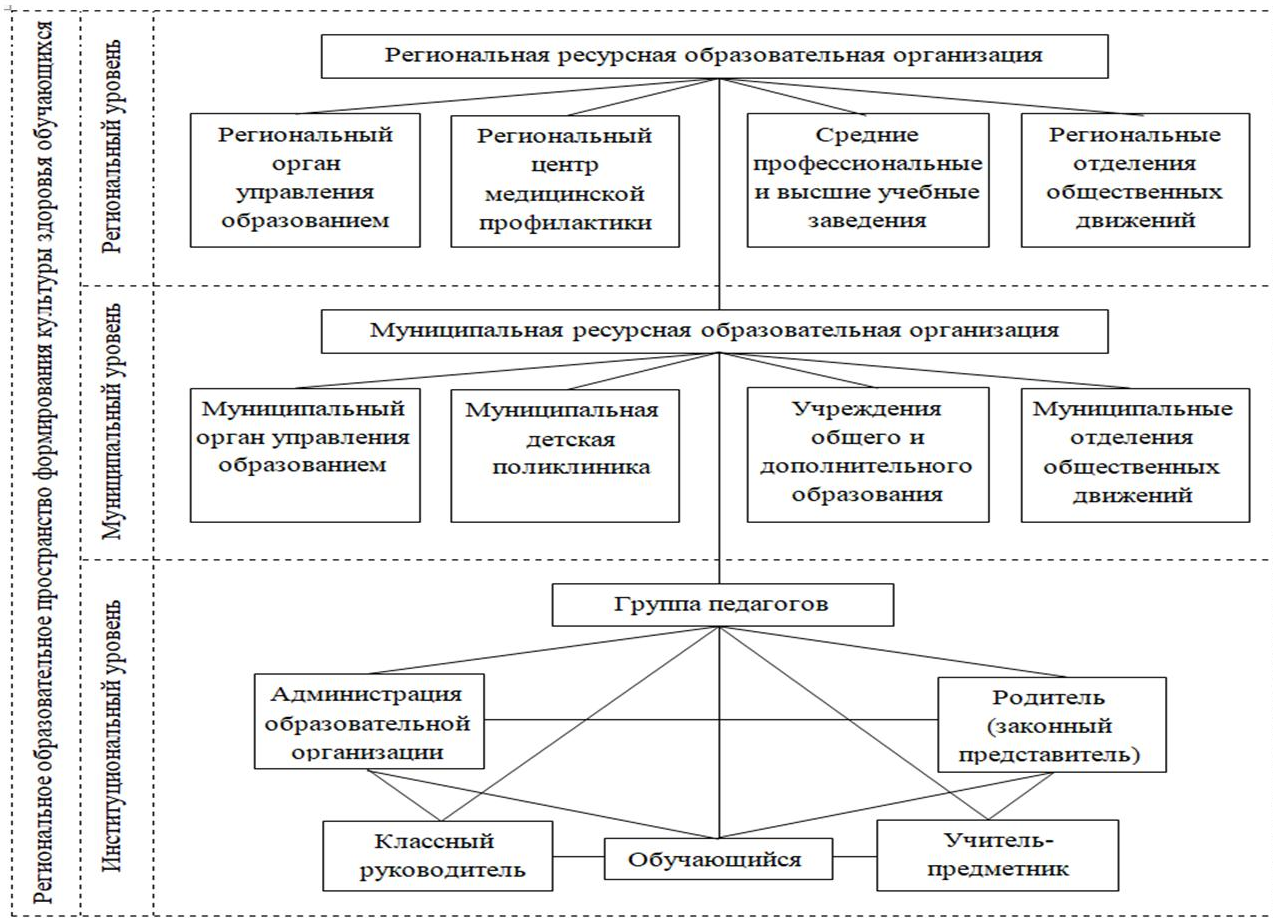 Региональное образовательное пространство формирования культуры здоровья обучающихся
Региональный уровень
Региональная ресурсная образовательная организация
Региональный
орган
управления
образованием
Региональный
центр
медицинской
профилактики
Средние
профессиональные
и высшие учебные
заведения
Региональные
отделения
общественных
движений
Муниципальный уровень
Муниципальная ресурсная образовательная организация
Муниципальный
орган управления
образованием
Муниципальная
детская
поликлиника
Учреждения
общего и
дополнительного
образования
Муниципальные
отделения
общественных
движений
Институциональный уровень
Группа педагогов
Администрация
образовательной
организации
Родитель
(законный
представитель)
Классный
руководитель
Обучающийся
Учитель-
предметник